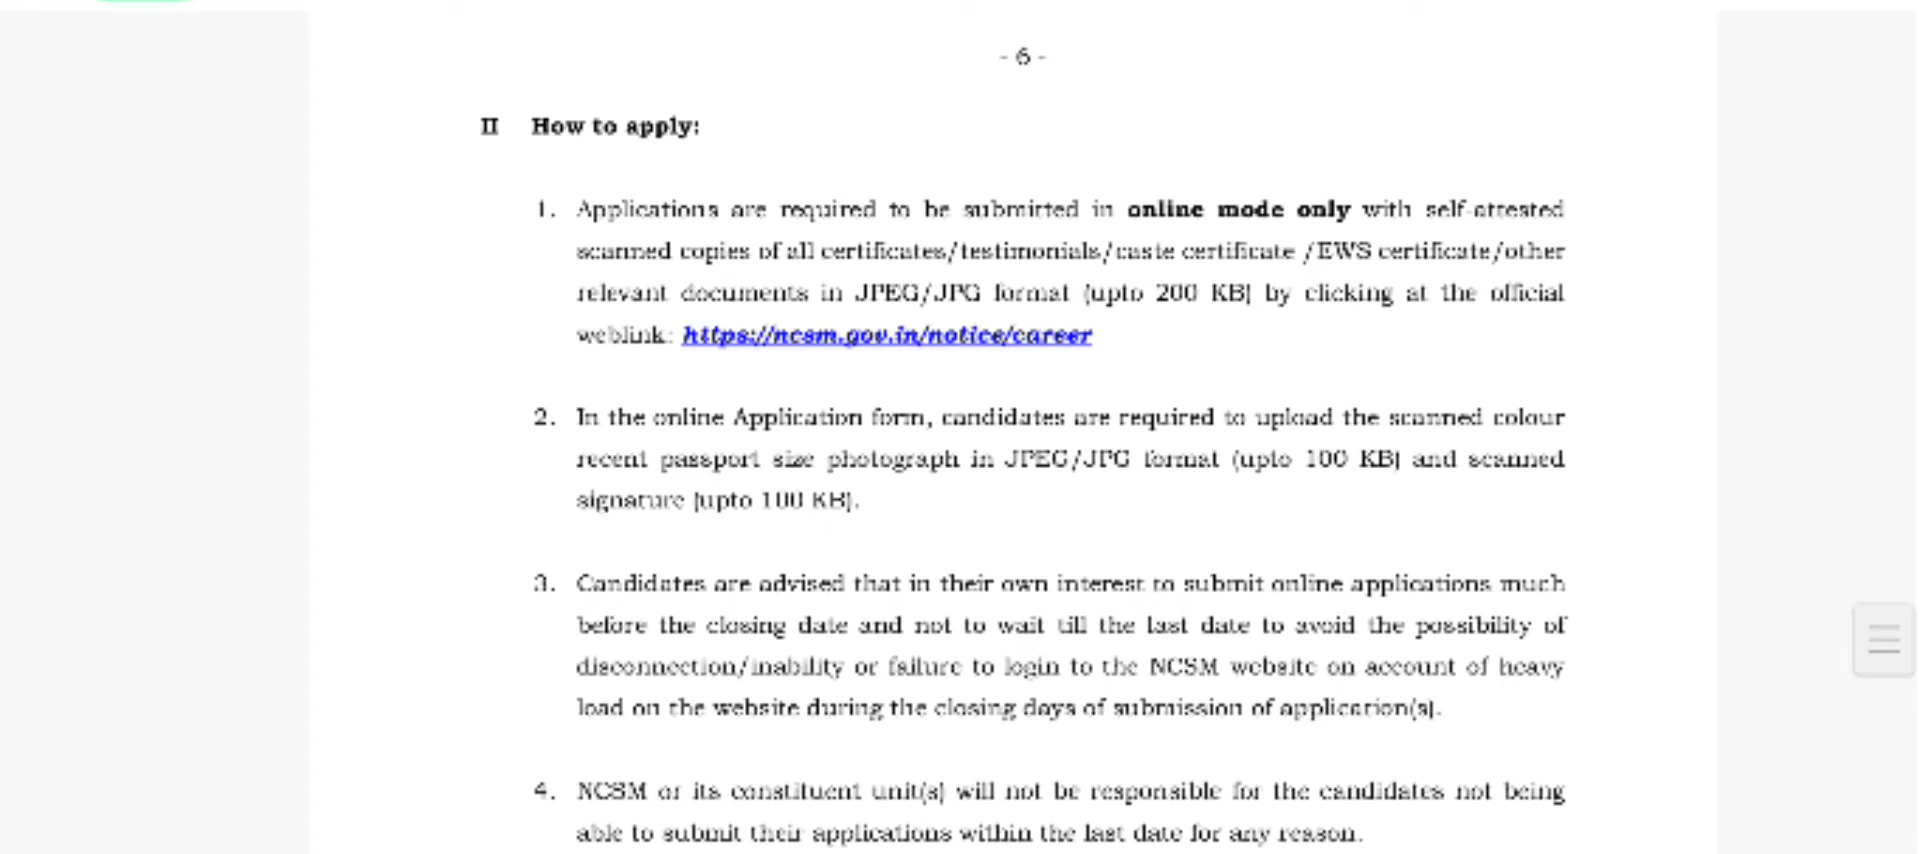 - 6 -
II How to apply:
1. Applications are required to be submitted in online mode only with self-attested
scanned copies of all certificates/testimonials/caste certificate /EWS certificate/other
relevant documents in JPEG/JPG format (upto 200 KB) by clicking at the official
weblink: https://ncsm.gov.in/notice/career
2. In the online Application form, candidates are required to upload the scanned colour
recent passport size photograph in JPEG/JPG format (upto 100 KB) and scanned
signature (upto 100 KB).
3. Candidates are advised that in their own interest to submit online applications much
before the closing date and not to wait till the last date to avoid the possibility of
disconnection/inability or failure to login to the NCSM website on account of heavy
load on the website during the closing days of submission of application(s).
4. NCSM or its constituent unit(s) will not be responsible for the candidates not being
able to submit their applications within the last date for any reason.